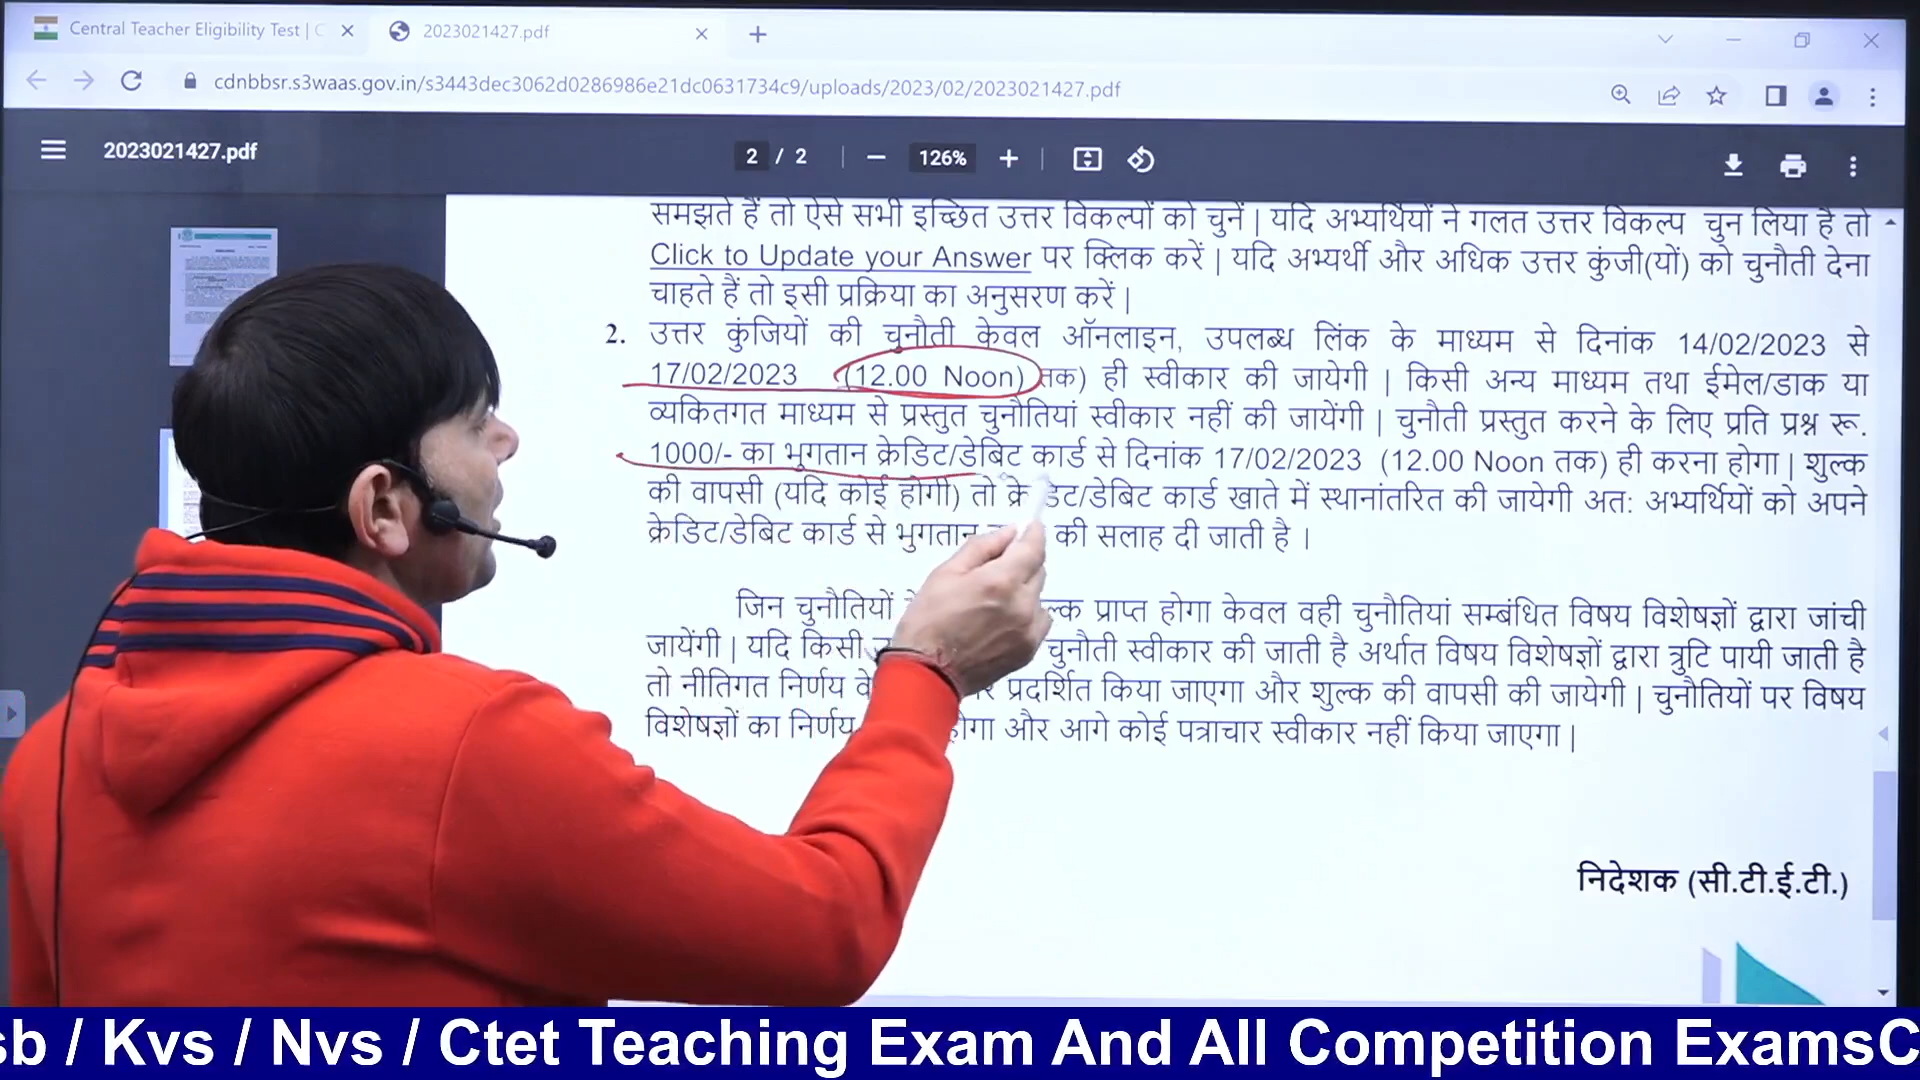 Central Teacher Eligibility Test | C
2023021427.pdf
cdnbbsr.s3waas.gov.in/s3443dec3062d0286986e21dc0631734c9/uploads/2023/02/2023021427.pdf
2023021427.pdf
2 / 2
126%
समझते हैं तो ऐसे सभी इच्छित उत्तर विकल्पों को चुनें | यदि अभ्यर्थियों ने गलत उत्तर विकल्प चुन लिया है तो
Click to Update your Answer पर क्लिक करें | यदि अभ्यर्थी और अधिक उत्तर कुंजी(यों) को चुनौती देना
चाहते हैं तो इसी प्रक्रिया का अनुसरण करें |
2. उत्तर कुंजियों की चुनौती केवल ऑनलाइन, उपलब्ध लिंक के माध्यम से दिनांक 14/02/2023 से
17/02/2023 (12.00 Noon) तक) ही स्वीकार की जायेगी | किसी अन्य माध्यम तथा ईमेल/डाक या
व्यकितगत माध्यम से प्रस्तुत चुनौतियां स्वीकार नहीं की जायेंगी | चुनौती प्रस्तुत करने के लिए प्रति प्रश्न रू.
1000/- का भुगतान क्रेडिट/डेबिट कार्ड से दिनांक 17/02/2023 (12.00 Noon तक) ही करना होगा | शुल्क
की वापसी (यदि कोई होगी) तो क्रेडिट/डेबिट कार्ड खाते में स्थानांतरित की जायेगी अत: अभ्यर्थियों को अपने
क्रेडिट/डेबिट कार्ड से भुगतान की सलाह दी जाती है |
जिन चुनौतियों प्राप्त होगा केवल वही चुनौतियां सम्बंधित विषय विशेषज्ञों द्वारा जांची
जायेंगी | यदि किसी चुनौती स्वीकार की जाती है अर्थात विषय विशेषज्ञों द्वारा त्रुटि पायी जाती है
तो नीतिगत निर्णय प्रदर्शित किया जाएगा और शुल्क की वापसी की जायेगी | चुनौतियों पर विषय
विशेषज्ञों का निर्णय होगा और आगे कोई पत्राचार स्वीकार नहीं किया जाएगा |
निदेशक (सी.टी.ई.टी.)
sb / Kvs / Nvs / Ctet Teaching Exam And All Competition ExamsC